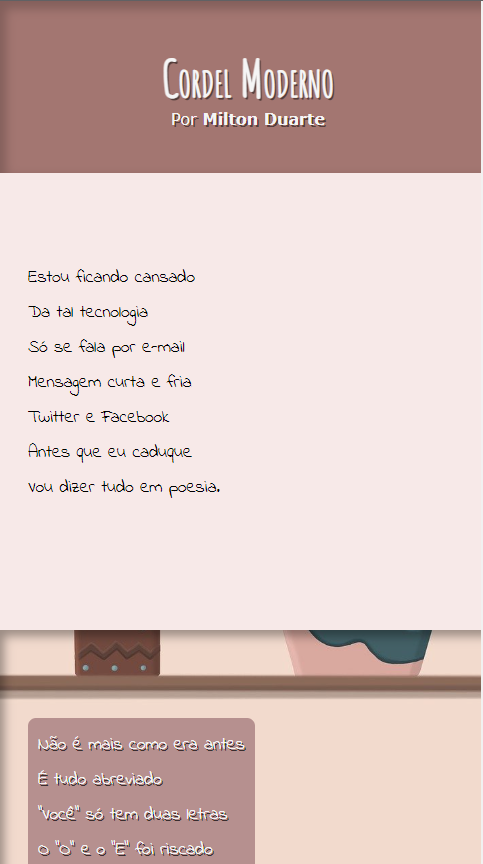 Cordel Moderno
Por Milton Duarte
Estou ficando cansado
Da tal tecnologia
Só se fala por e-mail
Mensagem curta e fria
Twitter e Facebook
Antes que eu caduque
Vou dizer tudo em poesia.
Não é mais como era antes
É tudo abreviado
"Você" só tem duas letras
O "O" e o "E" foi riscado